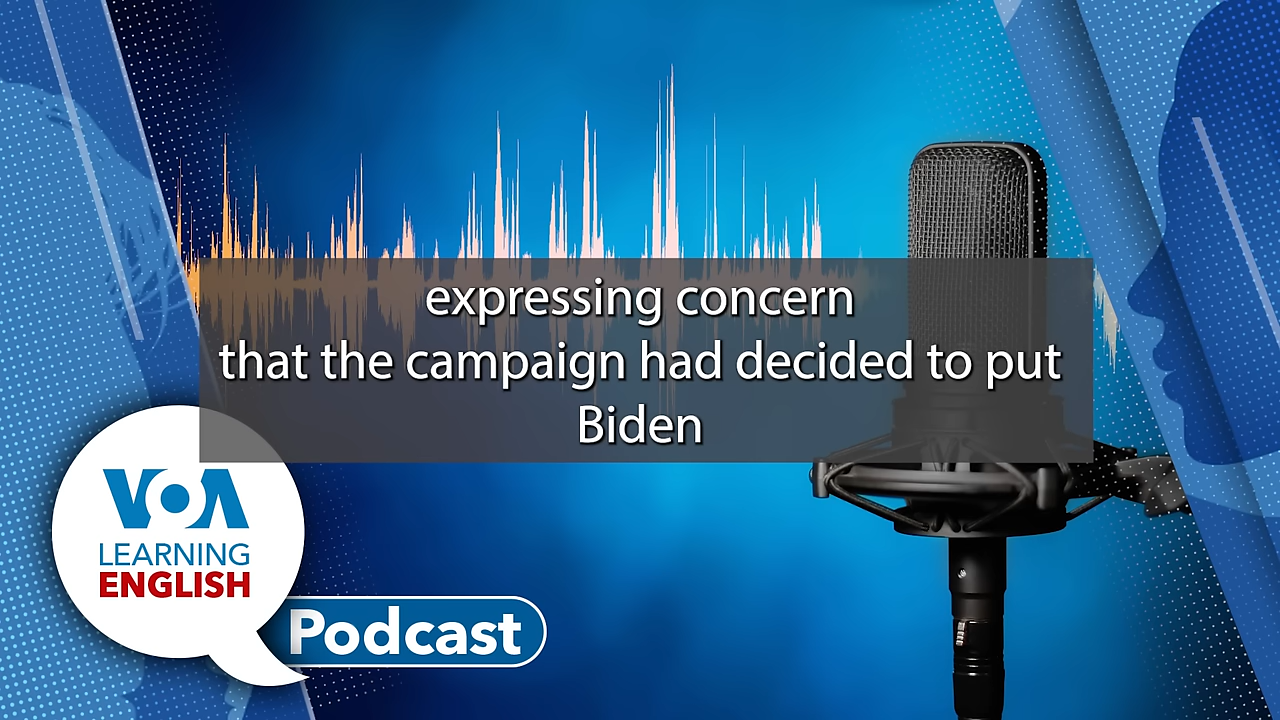 expressing concern
that the campaign had decided to put
Biden
VOA
LEARNING
ENGLISH
Podcast